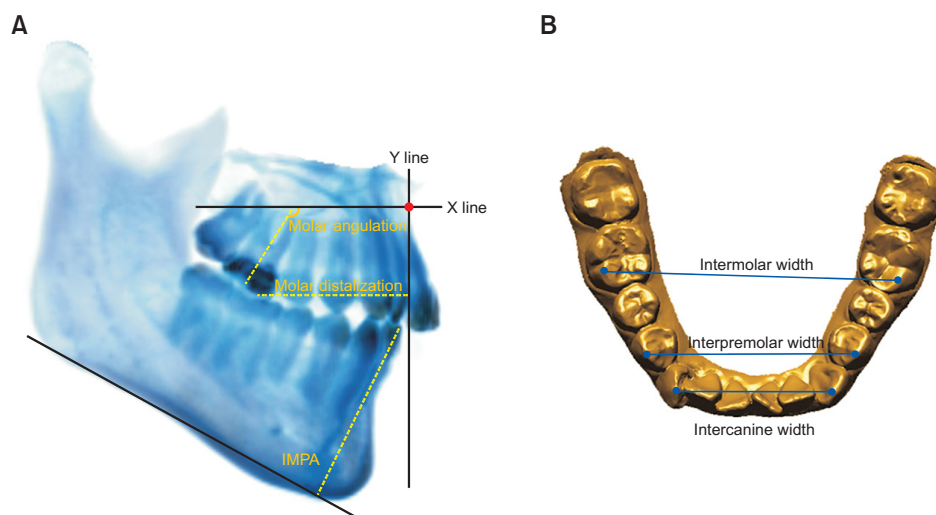 A
Y line
X line
Molar angulation
Molar distalization
IMPA
B
Intermolar width
Interpremolar width
Intercanine width